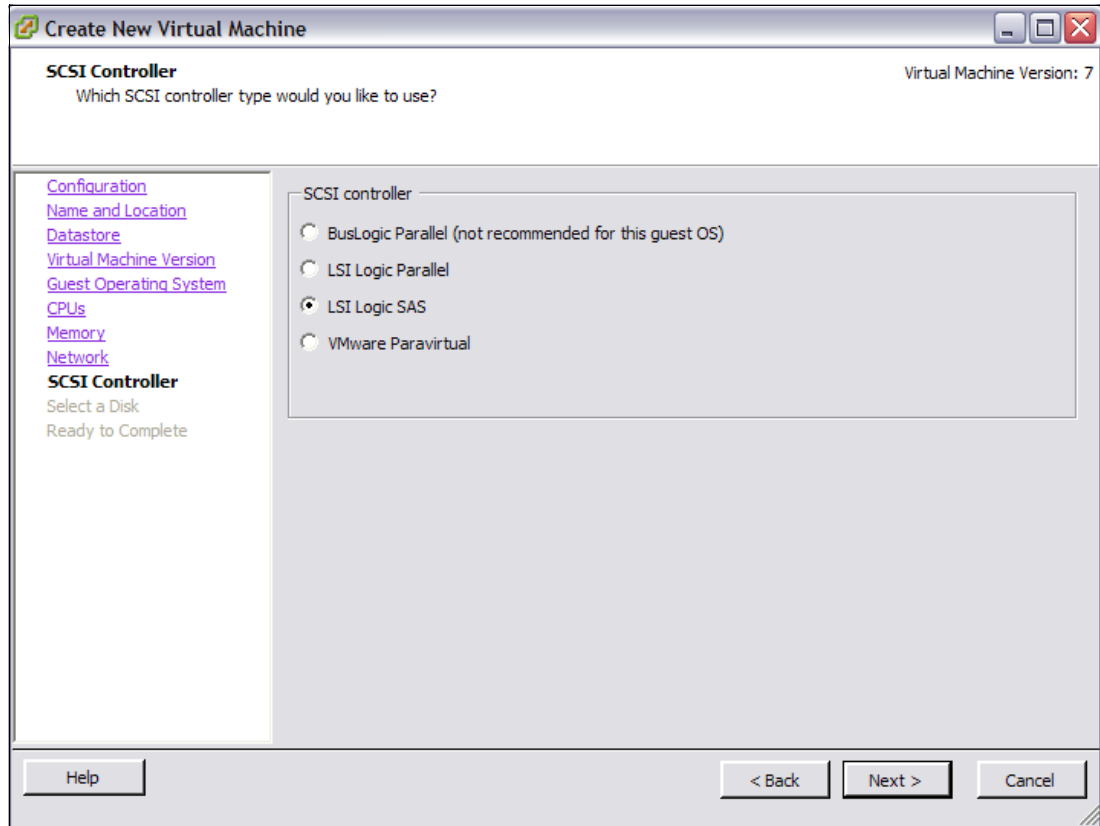 Create New Virtual Machine
SCSI Controller
Which SCSI controller type would you like to use?
Virtual Machine Version: 7
Configuration
Name and Location
Datastore
Virtual Machine Version
Guest Operating System
CPUs
Memory
Network
SCSI Controller
Select a Disk
Ready to Complete
SCSI controller
BusLogic Parallel (not recommended for this guest OS)
LSI Logic Parallel
LSI Logic SAS
VMware Paravirtual
Help
< Back
Next >
Cancel